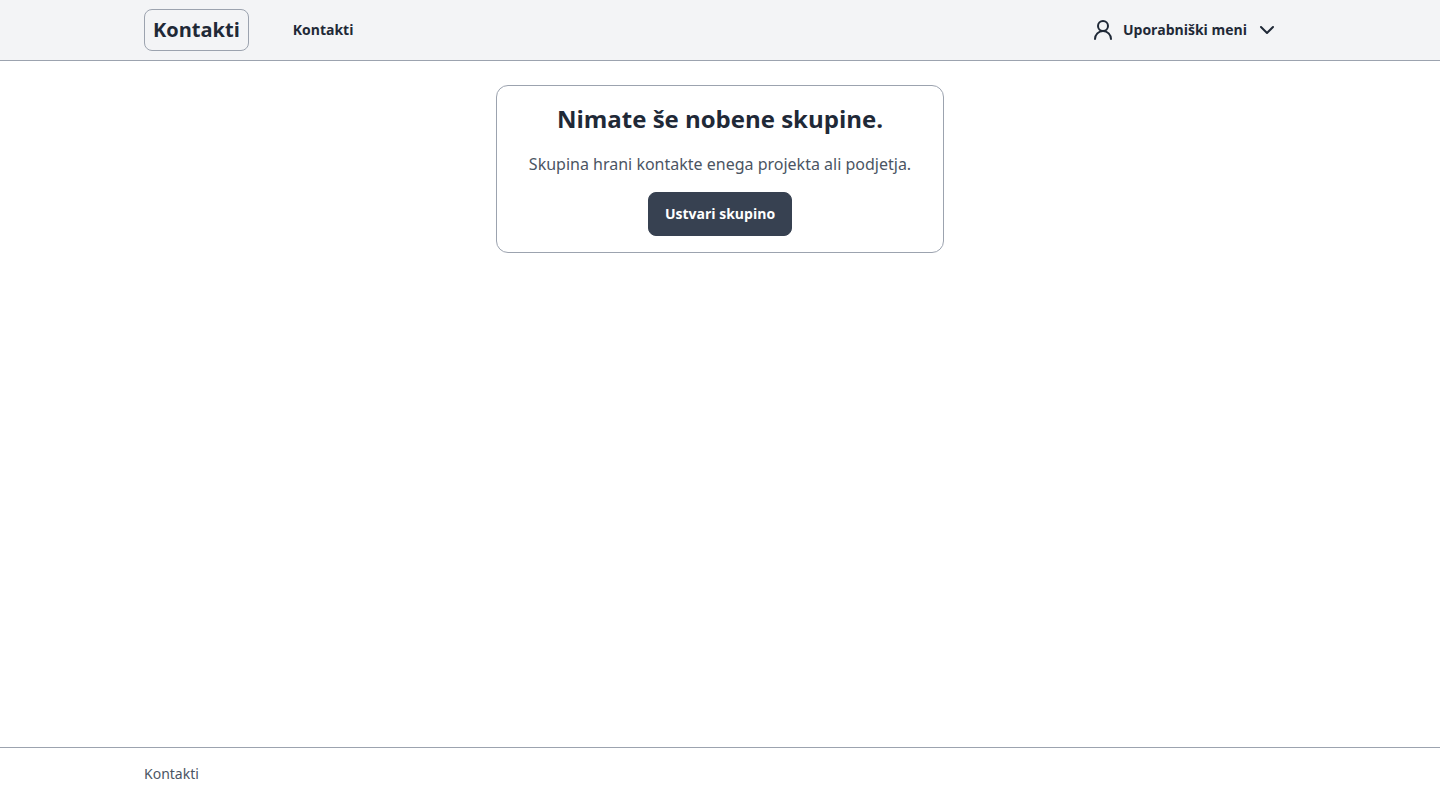 Kontakti
Kontakti
Uporabniški meni
Nimate še nobene skupine.
Skupina hrani kontakte enega projekta ali podjetja.
Ustvari skupino
Kontakti